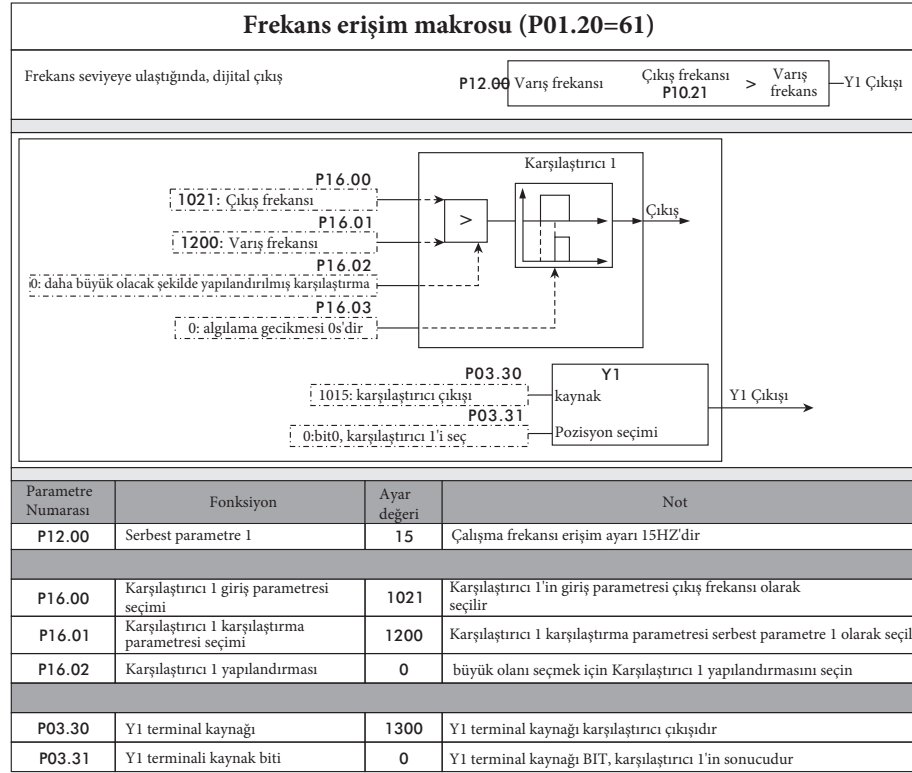 Frekans erişim makrosu (P01.20=61)
Frekans seviyeye ulaştığında, dijital çıkış
P12.00 Varış frekansı
Çıkış frekansı
P10.21
>
Varış
frekans
Y1 Çıkışı
Karşılaştırıcı 1
P16.00
1021: Çıkış frekansı
P16.01
1200: Varış frekansı
>
Çıkış
P16.02
0: daha büyük olacak şekilde yapılandırılmış karşılaştırma
P16.03
0: algılama gecikmesi 0s'dir
P03.30
1015: karşılaştırıcı çıkışı
P03.31
0:bit0, karşılaştırıcı 1'i seç
Y1
kaynak
Pozisyon seçimi
Y1 Çıkışı
Parametre
Numarası
Fonksiyon
Ayar
değeri
Not
P12.00 Serbest parametre 1 15 Çalışma frekansı erişim ayarı 15HZ'dir
P16.00 Karşılaştırıcı 1 giriş parametresi
seçimi
1021
Karşılaştırıcı 1'in giriş parametresi çıkış frekansı olarak
seçilir
P16.01 Karşılaştırıcı 1 karşılaştırma
parametresi seçimi
1200 Karşılaştırıcı 1 karşılaştırma parametresi serbest parametre 1 olarak seçil
P16.02 Karşılaştırıcı 1 yapılandırması 0 büyük olanı seçmek için Karşılaştırıcı 1 yapılandırmasını seçin
P03.30 Y1 terminal kaynağı 1300 Y1 terminal kaynağı karşılaştırıcı çıkışıdır
P03.31 Y1 terminali kaynak biti 0 Y1 terminal kaynağı BIT, karşılaştırıcı 1'in sonucudur